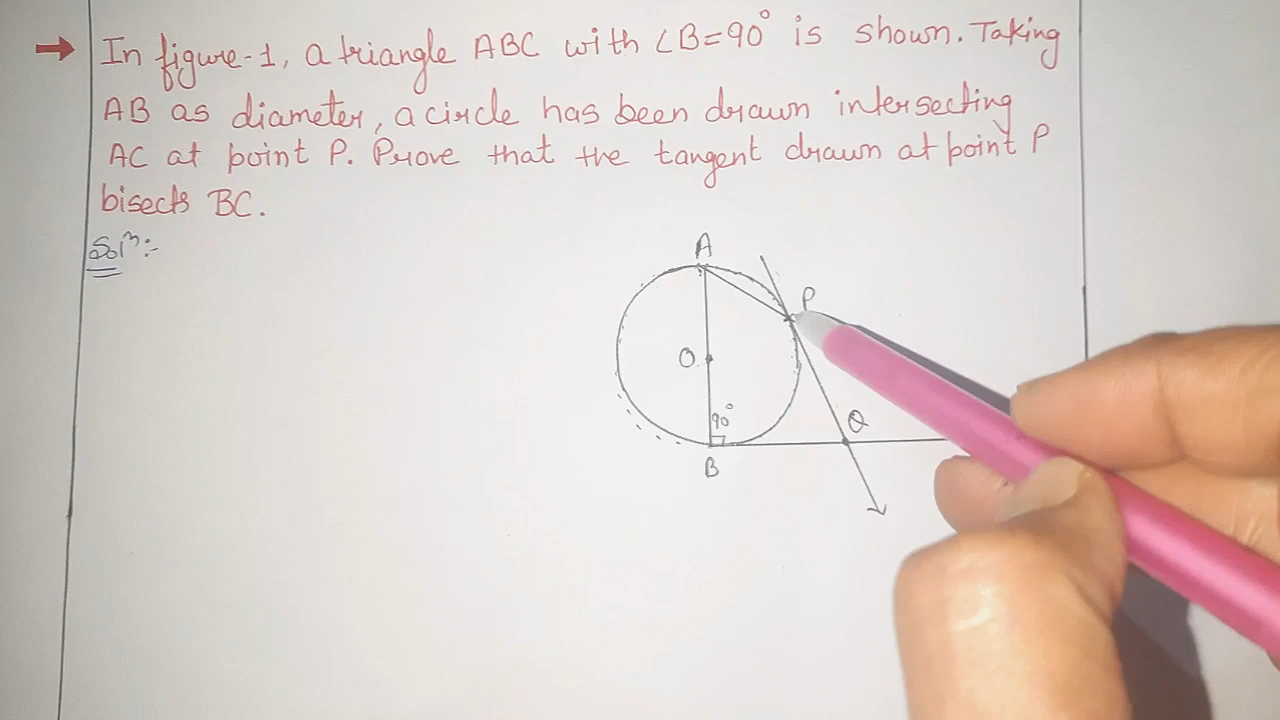 → In figure-1, a triangle ABC with ∠B=90° is shown. Taking
AB as diameter, a circle has been drawn intersecting
AC at point P. Prove that the tangent drawn at point P
bisects BC.
Solⁿ:-
A
P
O
90°
Q
B